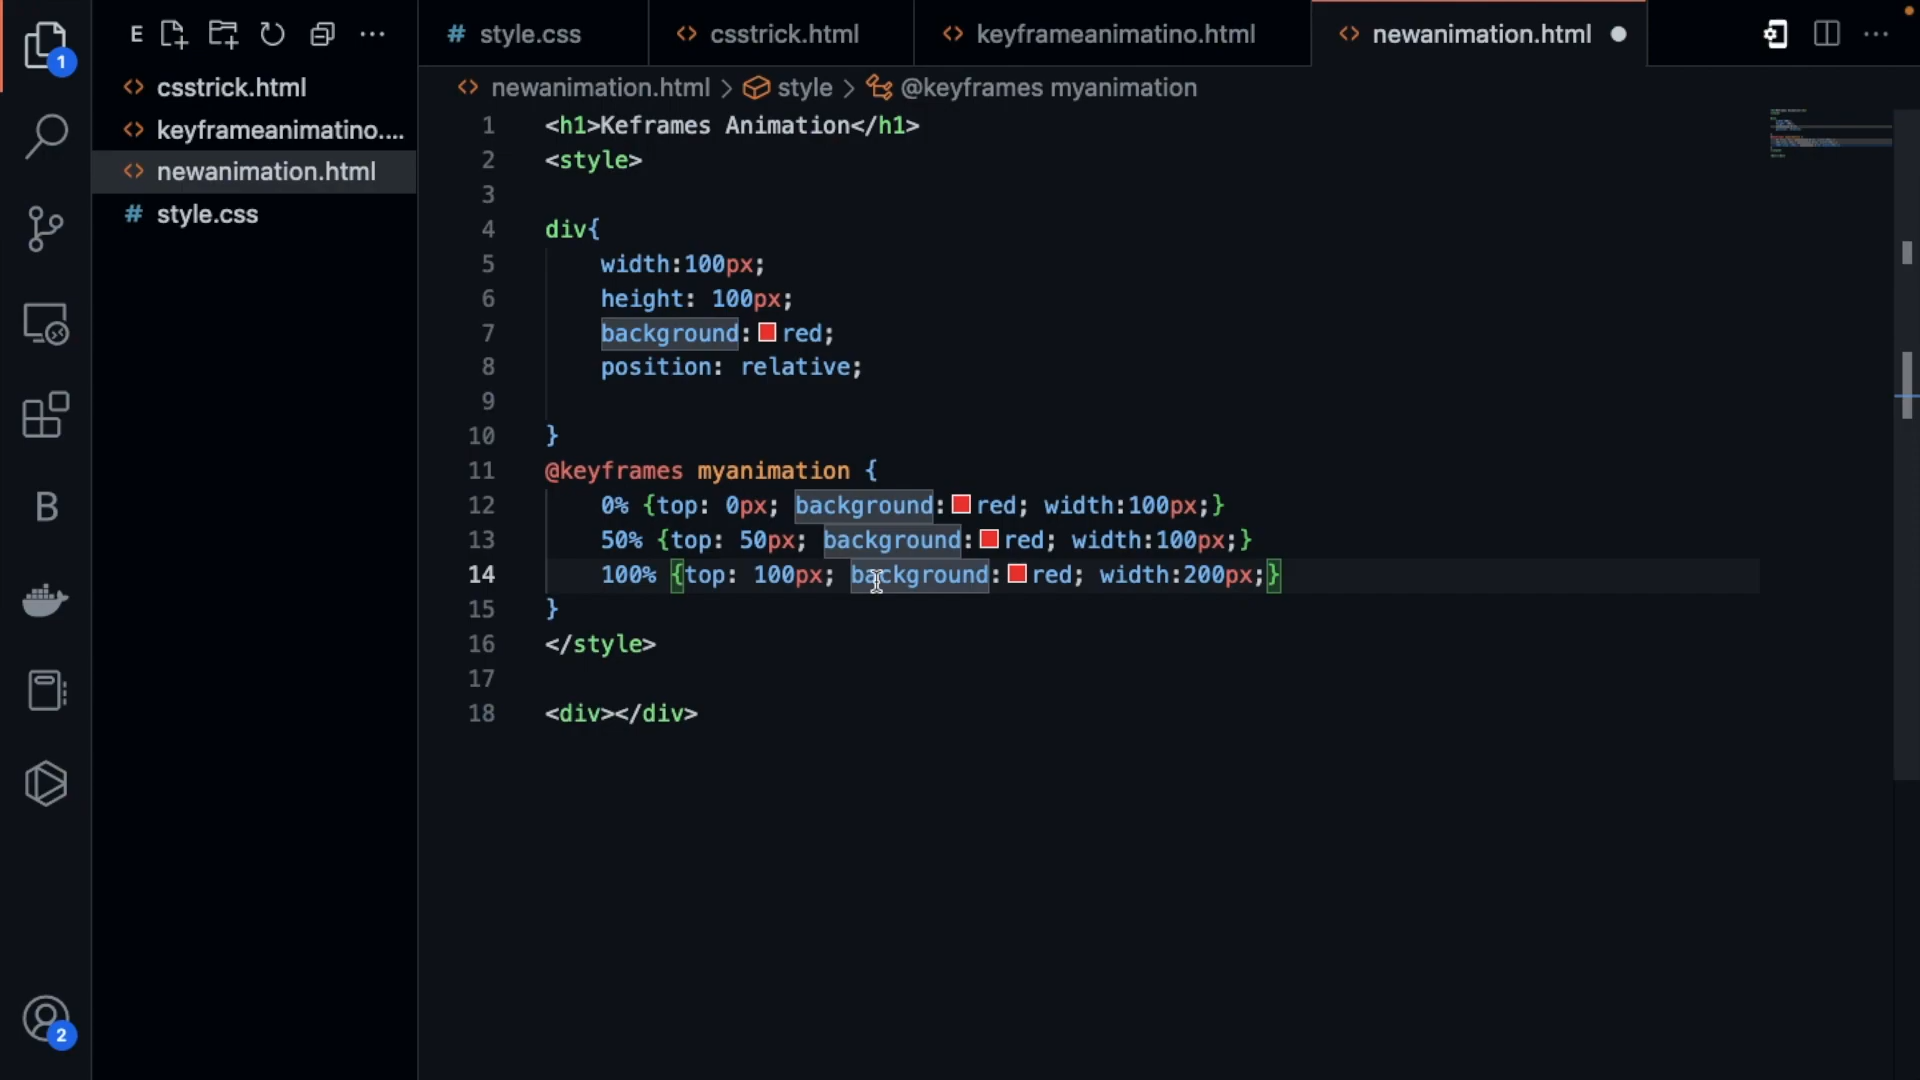 1
E
csstrick.html
keyframeanimatino....
newanimation.html
# style.css
B
2
# style.css
<> csstrick.html
<> keyframeanimatino.html
<> newanimation.html
<> newanimation.html > style > @keyframes myanimation
1 <h1>Keframes Animation</h1>
2 <style>
3
4 div{
5 width:100px;
6 height: 100px;
7 background: red;
8 position: relative;
9
10 }
11 @keyframes myanimation {
12 0% {top: 0px; background: red; width:100px;}
13 50% {top: 50px; background: red; width:100px;}
14 100% {top: 100px; background: red; width:200px;}
15 }
16 </style>
17
18 <div></div>